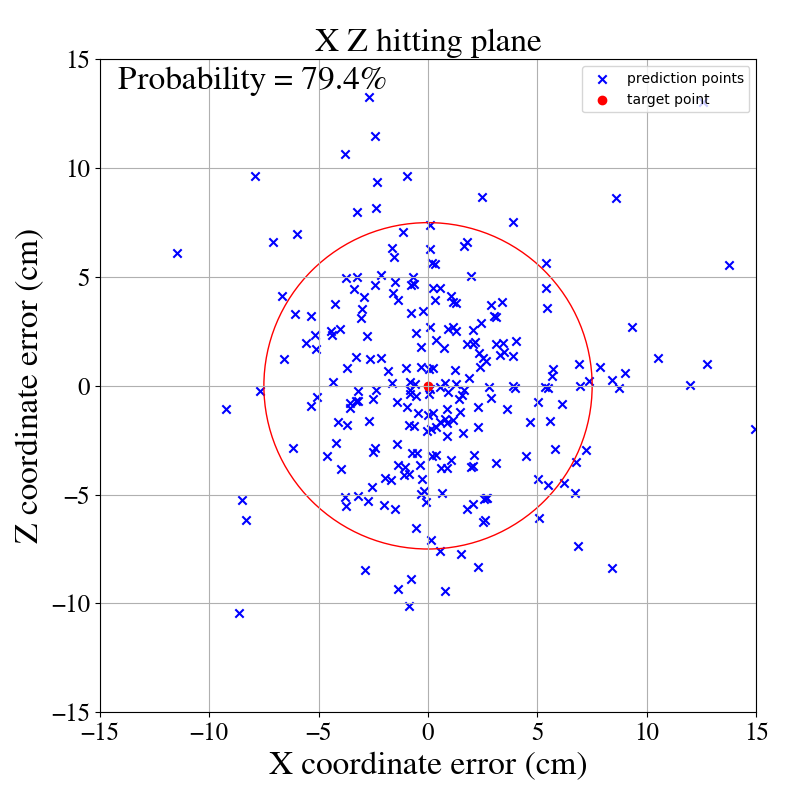 X Z hitting plane
Probability = 79.4%
prediction points
target point
15
10
5
0
−5
−10
−15
−15
−10
−5
0
5
10
15
Z coordinate error (cm)
X coordinate error (cm)